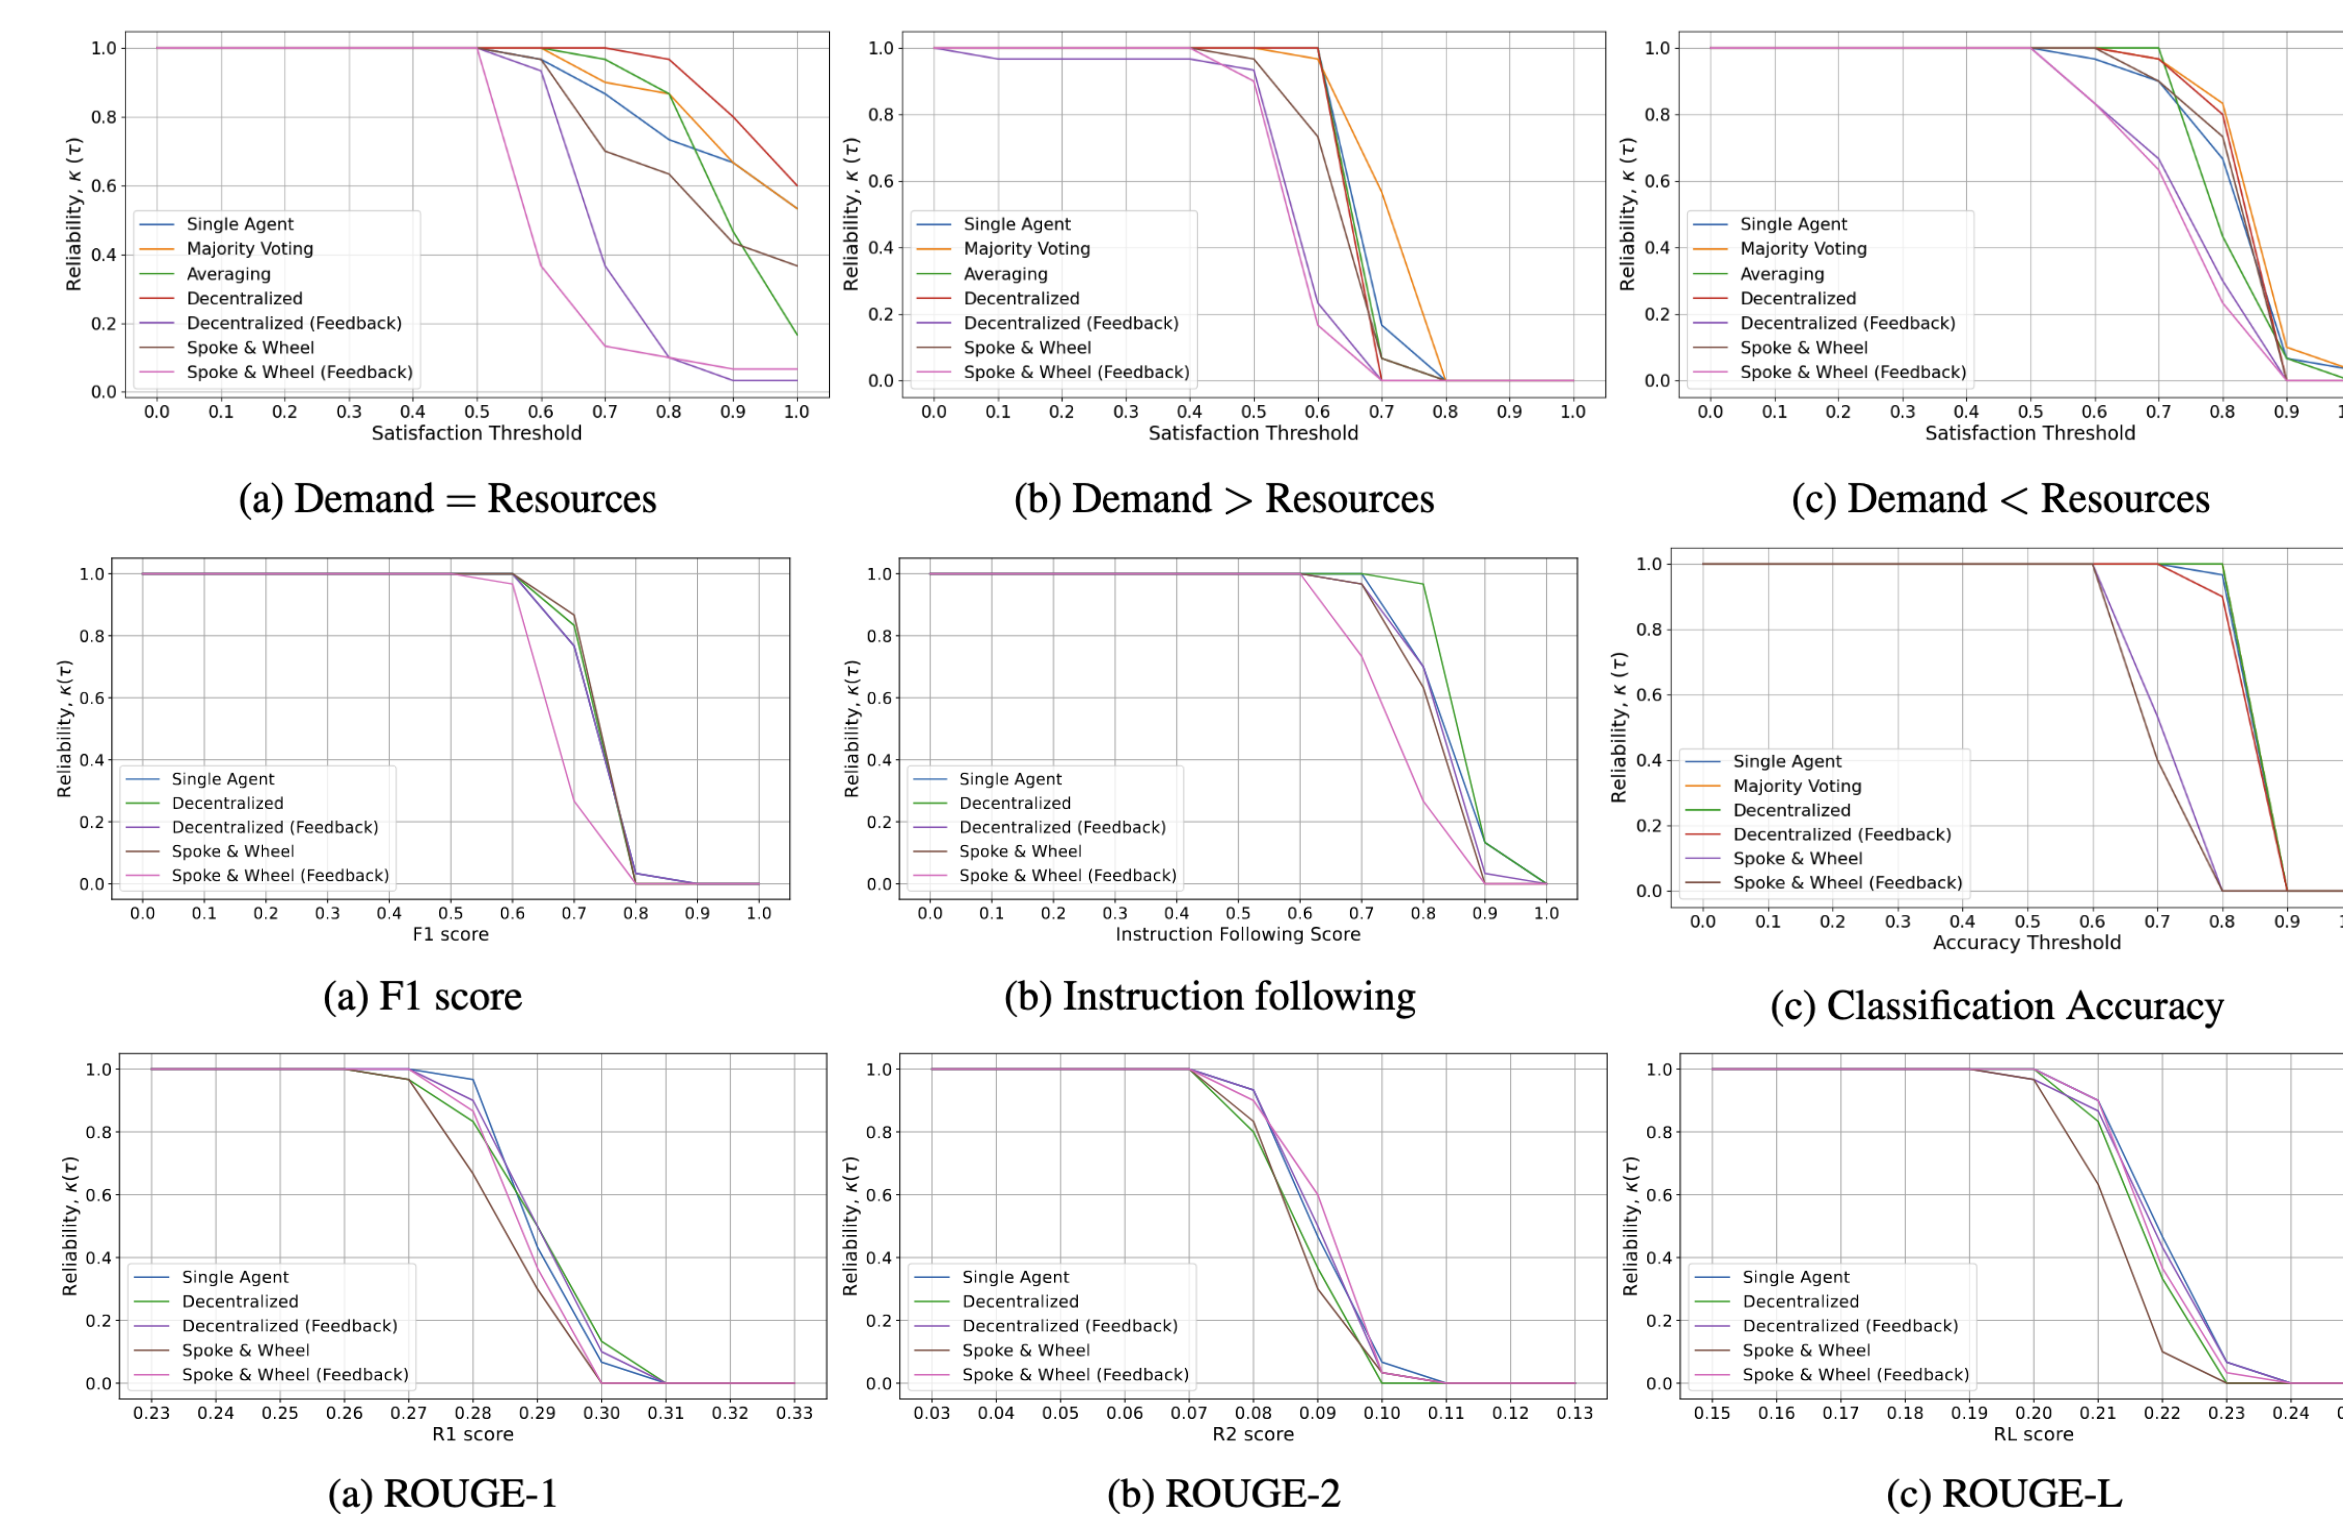 Reliability, κ (τ)
1.0
0.8
0.6
0.4
0.2
0.0
Single Agent
Majority Voting
Averaging
Decentralized
Decentralized (Feedback)
Spoke & Wheel
Spoke & Wheel (Feedback)
0.0 0.1 0.2 0.3 0.4 0.5 0.6 0.7 0.8 0.9 1.0
Satisfaction Threshold
(a) Demand = Resources
Reliability, κ (τ)
1.0
0.8
0.6
0.4
0.2
0.0
Single Agent
Majority Voting
Averaging
Decentralized
Decentralized (Feedback)
Spoke & Wheel
Spoke & Wheel (Feedback)
0.0 0.1 0.2 0.3 0.4 0.5 0.6 0.7 0.8 0.9 1.0
Satisfaction Threshold
(b) Demand > Resources
Reliability, κ (τ)
1.0
0.8
0.6
0.4
0.2
0.0
Single Agent
Majority Voting
Averaging
Decentralized
Decentralized (Feedback)
Spoke & Wheel
Spoke & Wheel (Feedback)
0.0 0.1 0.2 0.3 0.4 0.5 0.6 0.7 0.8 0.9
Satisfaction Threshold
(c) Demand < Resources
Reliability, κ(τ)
1.0
0.8
0.6
0.4
0.2
0.0
Single Agent
Decentralized
Decentralized (Feedback)
Spoke & Wheel
Spoke & Wheel (Feedback)
0.0 0.1 0.2 0.3 0.4 0.5 0.6 0.7 0.8 0.9 1.0
F1 score
(a) F1 score
Reliability, κ(τ)
1.0
0.8
0.6
0.4
0.2
0.0
Single Agent
Decentralized
Decentralized (Feedback)
Spoke & Wheel
Spoke & Wheel (Feedback)
0.0 0.1 0.2 0.3 0.4 0.5 0.6 0.7 0.8 0.9 1.0
Instruction Following Score
(b) Instruction following
Reliability, κ (τ)
1.0
0.8
0.6
0.4
0.2
0.0
Single Agent
Majority Voting
Decentralized
Decentralized (Feedback)
Spoke & Wheel
Spoke & Wheel (Feedback)
0.0 0.1 0.2 0.3 0.4 0.5 0.6 0.7 0.8 0.9
Accuracy Threshold
(c) Classification Accuracy
Reliability, κ(τ)
1.0
0.8
0.6
0.4
0.2
0.0
Single Agent
Decentralized
Decentralized (Feedback)
Spoke & Wheel
Spoke & Wheel (Feedback)
0.23 0.24 0.25 0.26 0.27 0.28 0.29 0.30 0.31 0.32 0.33
R1 score
(a) ROUGE-1
Reliability, κ(τ)
1.0
0.8
0.6
0.4
0.2
0.0
Single Agent
Decentralized
Decentralized (Feedback)
Spoke & Wheel
Spoke & Wheel (Feedback)
0.03 0.04 0.05 0.06 0.07 0.08 0.09 0.10 0.11 0.12 0.13
R2 score
(b) ROUGE-2
Reliability, κ(τ)
1.0
0.8
0.6
0.4
0.2
0.0
Single Agent
Decentralized
Decentralized (Feedback)
Spoke & Wheel
Spoke & Wheel (Feedback)
0.15 0.16 0.17 0.18 0.19 0.20 0.21 0.22 0.23 0.24
RL score
(c) ROUGE-L